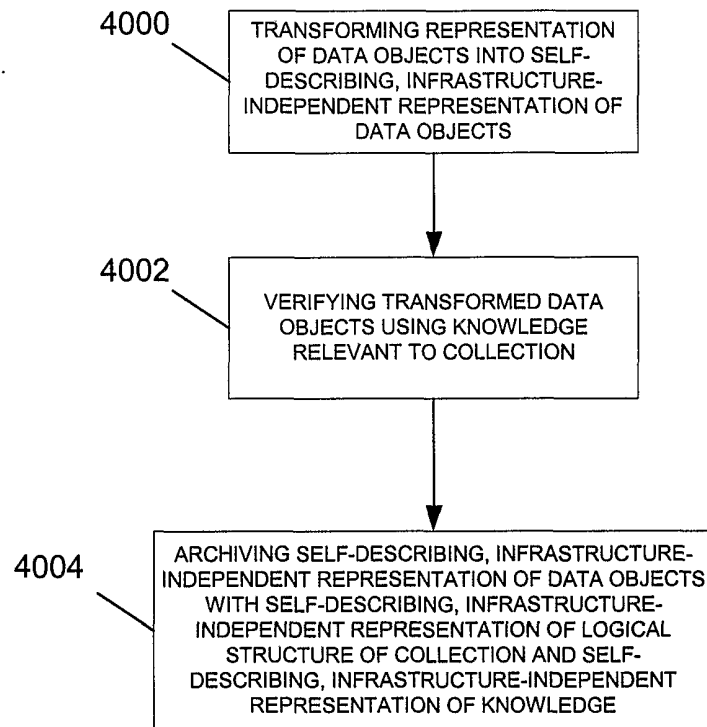 4000
TRANSFORMING REPRESENTATION
OF DATA OBJECTS INTO SELF-
DESCRIBING, INFRASTRUCTURE-
INDEPENDENT REPRESENTATION OF
DATA OBJECTS
4002
VERIFYING TRANSFORMED DATA
OBJECTS USING KNOWLEDGE
RELEVANT TO COLLECTION
4004
ARCHIVING SELF-DESCRIBING, INFRASTRUCTURE-
INDEPENDENT REPRESENTATION OF DATA OBJECTS
WITH SELF-DESCRIBING, INFRASTRUCTURE-
INDEPENDENT REPRESENTATION OF LOGICAL
STRUCTURE OF COLLECTION AND SELF-
DESCRIBING, INFRASTRUCTURE-INDEPENDENT
REPRESENTATION OF KNOWLEDGE